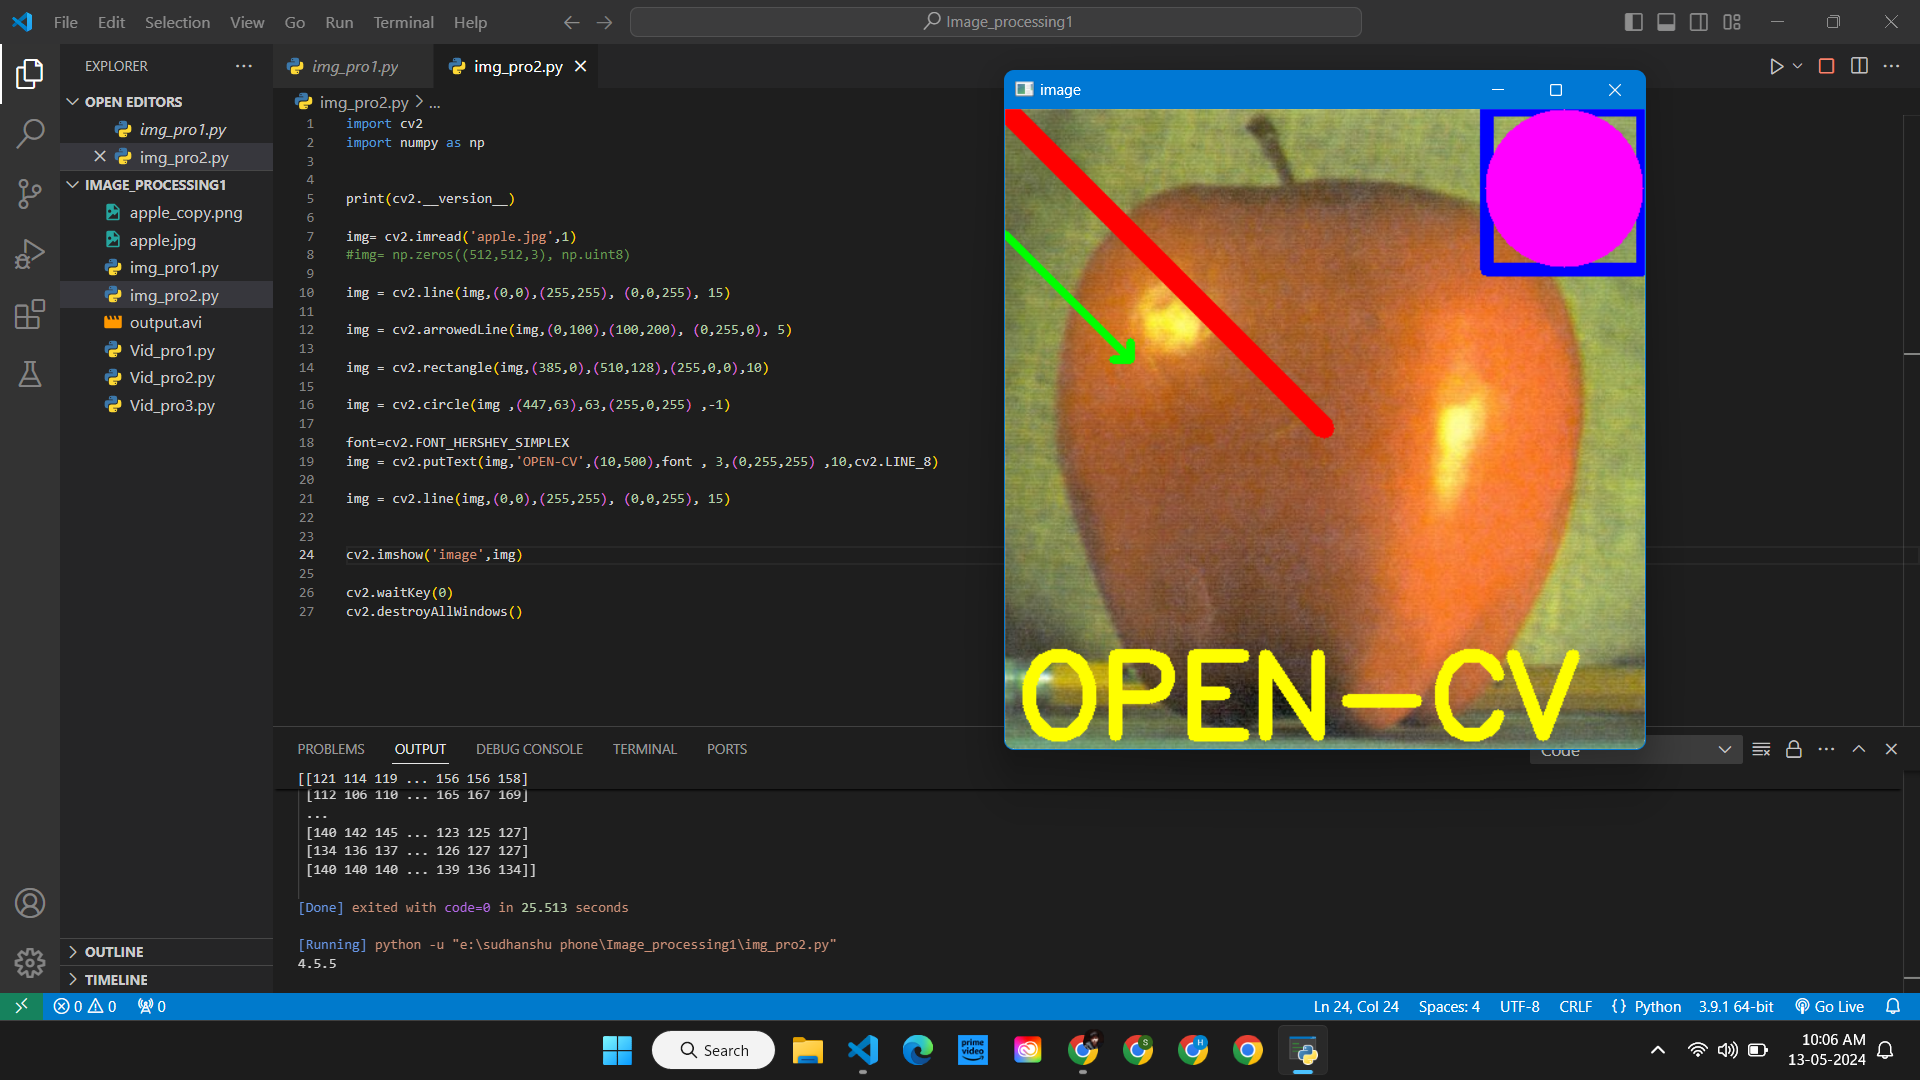 File Edit Selection View Go Run Terminal Help
Image_processing1
EXPLORER
OPEN EDITORS
img_pro1.py
img_pro2.py
IMAGE_PROCESSING1
apple_copy.png
apple.jpg
img_pro1.py
img_pro2.py
output.avi
Vid_pro1.py
Vid_pro2.py
Vid_pro3.py
OUTLINE
TIMELINE
img_pro1.py
img_pro2.py
img_pro2.py > ...
1 import cv2
2 import numpy as np
3
4
5 print(cv2.__version__)
6
7 img= cv2.imread('apple.jpg',1)
8 #img= np.zeros((512,512,3), np.uint8)
9
10 img = cv2.line(img,(0,0),(255,255), (0,0,255), 15)
11
12 img = cv2.arrowedLine(img,(0,100),(100,200), (0,255,0), 5)
13
14 img = cv2.rectangle(img,(385,0),(510,128),(255,0,0),10)
15
16 img = cv2.circle(img ,(447,63),63,(255,0,255) ,-1)
17
18 font=cv2.FONT_HERSHEY_SIMPLEX
19 img = cv2.putText(img,'OPEN-CV',(10,500),font , 3,(0,255,255) ,10,cv2.LINE_8)
20
21 img = cv2.line(img,(0,0),(255,255), (0,0,255), 15)
22
23
24 cv2.imshow('image',img)
25
26 cv2.waitKey(0)
27 cv2.destroyAllWindows()
image
OPEN-CV
PROBLEMS OUTPUT DEBUG CONSOLE TERMINAL PORTS
Code
[[121 114 119 ... 156 156 158]
[112 106 110 ... 165 167 169]
...
[140 142 145 ... 123 125 127]
[134 136 137 ... 126 127 127]
[140 140 140 ... 139 136 134]]
[Done] exited with code=0 in 25.513 seconds
[Running] python -u "e:\sudhanshu phone\Image_processing1\img_pro2.py"
4.5.5
0 0 0
Ln 24, Col 24 Spaces: 4 UTF-8 CRLF {} Python 3.9.1 64-bit Go Live
Search
prime video
S
H
10:06 AM
13-05-2024